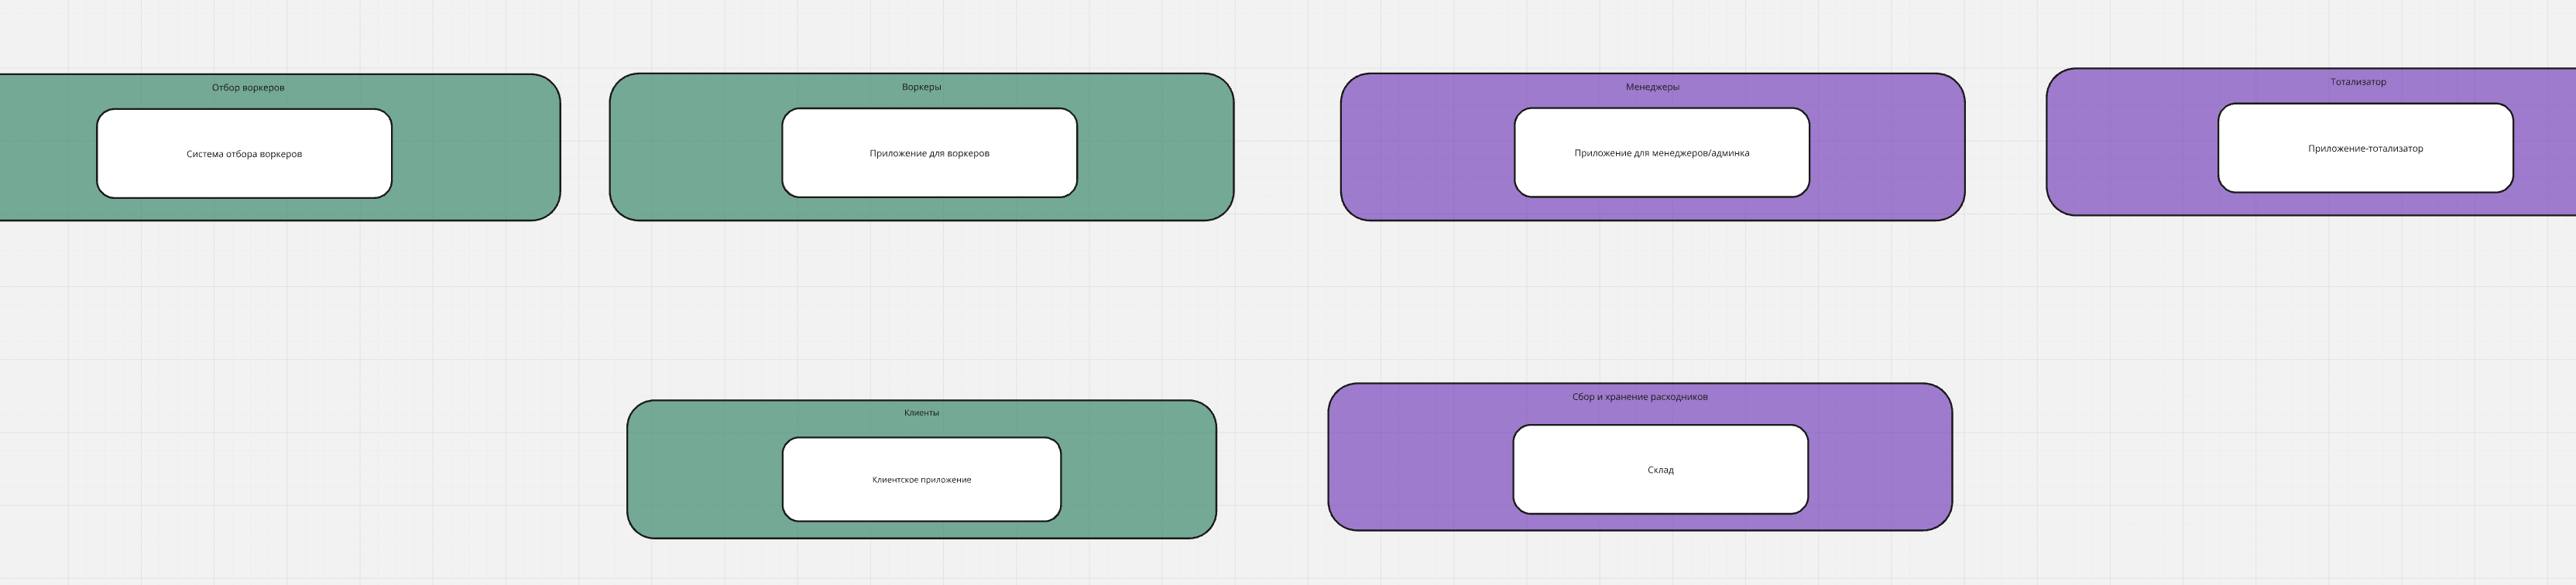 Отбор воркеров
Система отбора воркеров
Воркеры
Приложение для воркеров
Менеджеры
Приложение для менеджеров/админка
Тотализатор
Приложение-тотализатор
Клиенты
Клиентское приложение
Сбор и хранение расходников
Склад